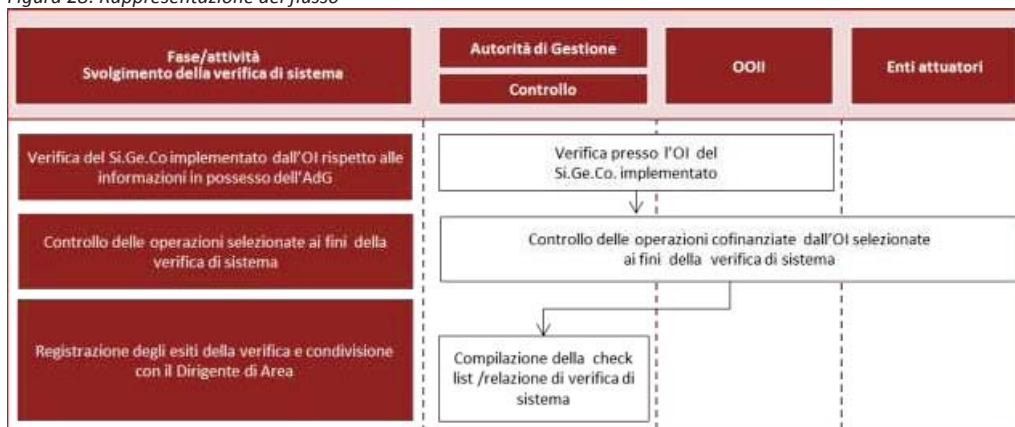 Figura 28: Rappresentazione del flusso
Fase/attività
Svolgimento della verifica di sistema
Autorità di Gestione
Controllo
OOII
Enti attuatori
Verifica del Si.Ge.Co implementato dall'OI rispetto alle
informazioni in possesso dell'AdG
Verifica presso l'OI del
Si.Ge.Co. implementato
Controllo delle operazioni selezionate ai fini della
verifica di sistema
Controllo delle operazioni cofinanziate dall'OI selezionate
ai fini della verifica di sistema
Registrazione degli esiti della verifica e condivisione
con il Dirigente di Area
Compilazione della check
list /relazione di verifica di
sistema